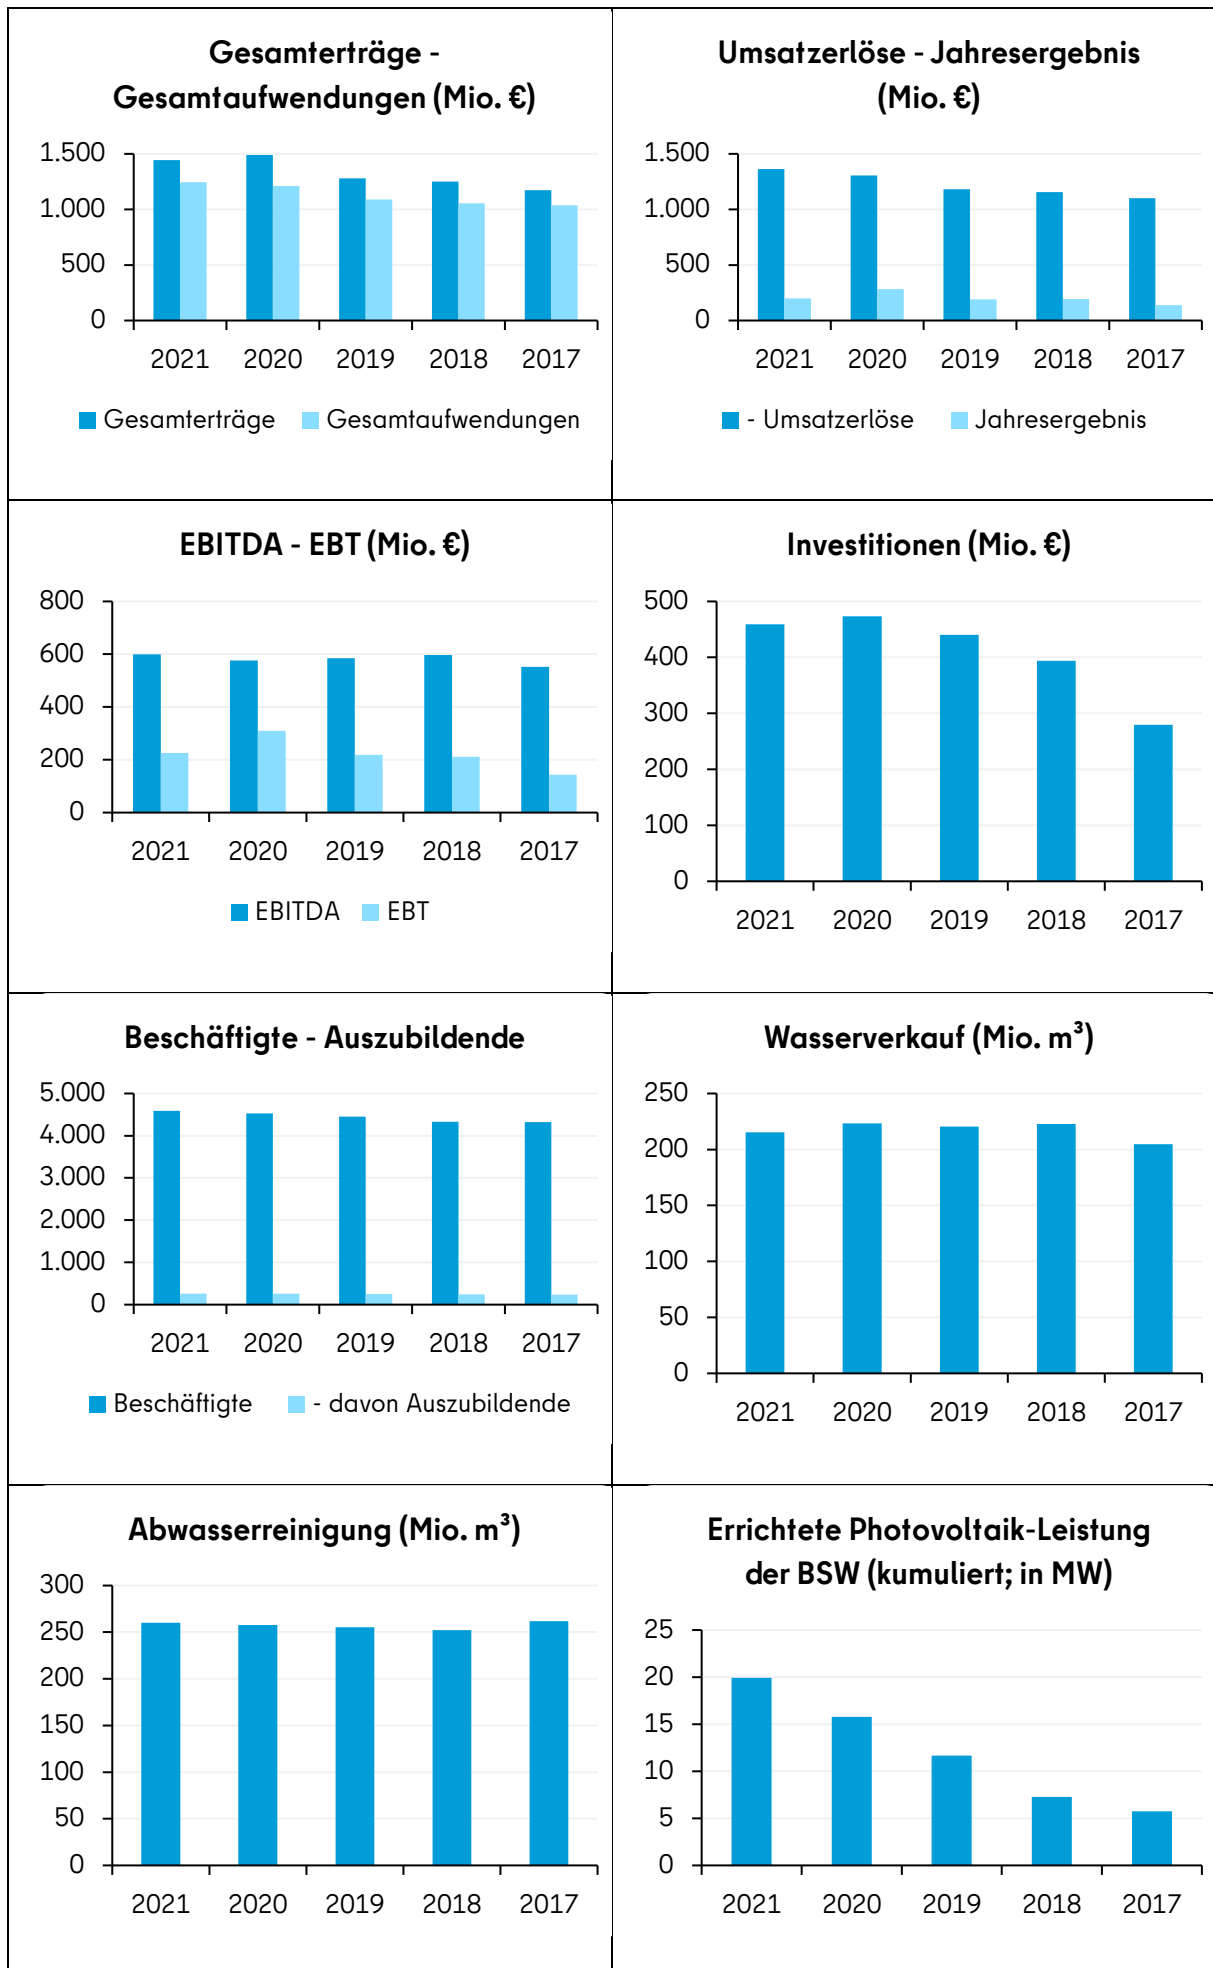 Gesamterträge -
Gesamtaufwendungen (Mio. €)
1.500
1.000
500
0
2021 2020 2019 2018 2017
Gesamterträge Gesamtaufwendungen
Umsatzerlöse - Jahresergebnis
(Mio. €)
1.500
1.000
500
0
2021 2020 2019 2018 2017
- Umsatzerlöse Jahresergebnis
EBITDA - EBT (Mio. €)
800
600
400
200
0
2021 2020 2019 2018 2017
EBITDA EBT
Investitionen (Mio. €)
500
400
300
200
100
0
2021 2020 2019 2018 2017
Beschäftigte - Auszubildende
5.000
4.000
3.000
2.000
1.000
0
2021 2020 2019 2018 2017
Beschäftigte - davon Auszubildende
Wasserverkauf (Mio. m³)
250
200
150
100
50
0
2021 2020 2019 2018 2017
Abwasserreinigung (Mio. m³)
300
250
200
150
100
50
0
2021 2020 2019 2018 2017
Errichtete Photovoltaik-Leistung
der BSW (kumuliert; in MW)
25
20
15
10
5
0
2021 2020 2019 2018 2017